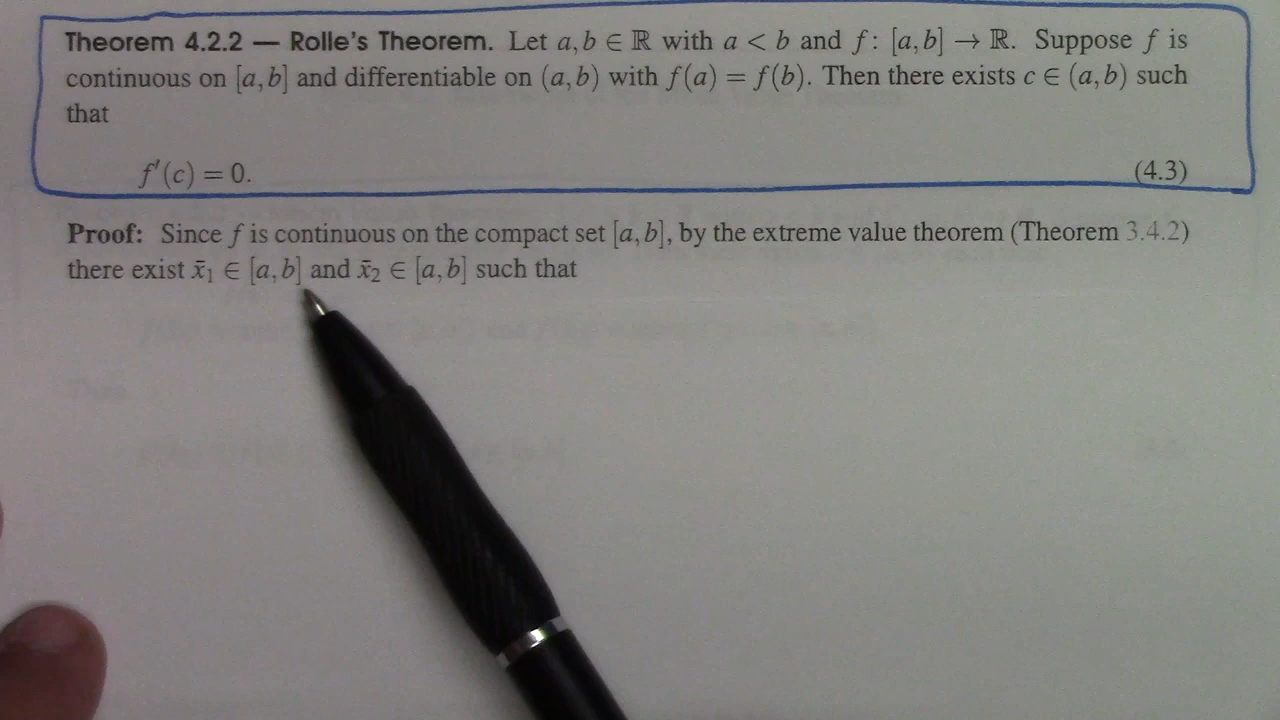 Theorem 4.2.2 — Rolle's Theorem. Let a, b ∈ ℝ with a < b and f : [a, b] → ℝ. Suppose f is
continuous on [a, b] and differentiable on (a, b) with f(a) = f(b). Then there exists c ∈ (a, b) such
that
f′(c) = 0. (4.3)
Proof: Since f is continuous on the compact set [a, b], by the extreme value theorem (Theorem 3.4.2)
there exist x̄₁ ∈ [a, b] and x̄₂ ∈ [a, b] such that